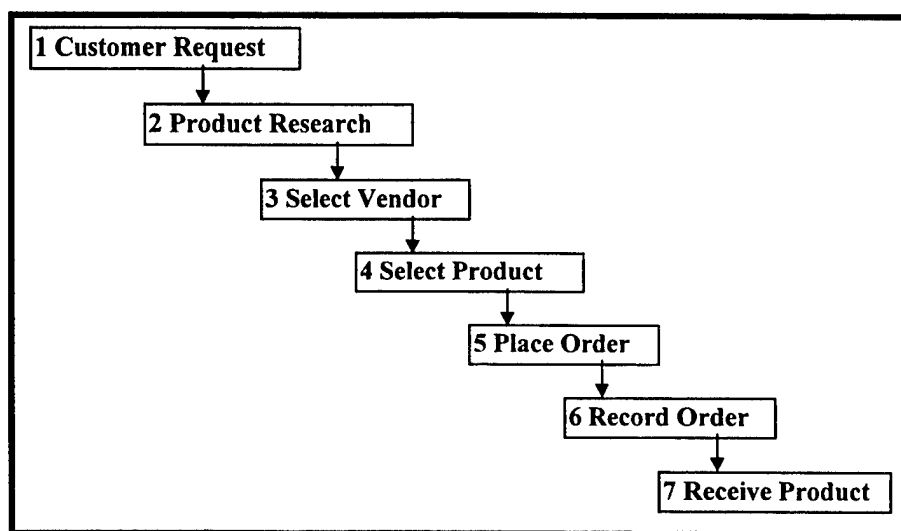 1 Customer Request
2 Product Research
3 Select Vendor
4 Select Product
5 Place Order
6 Record Order
7 Receive Product